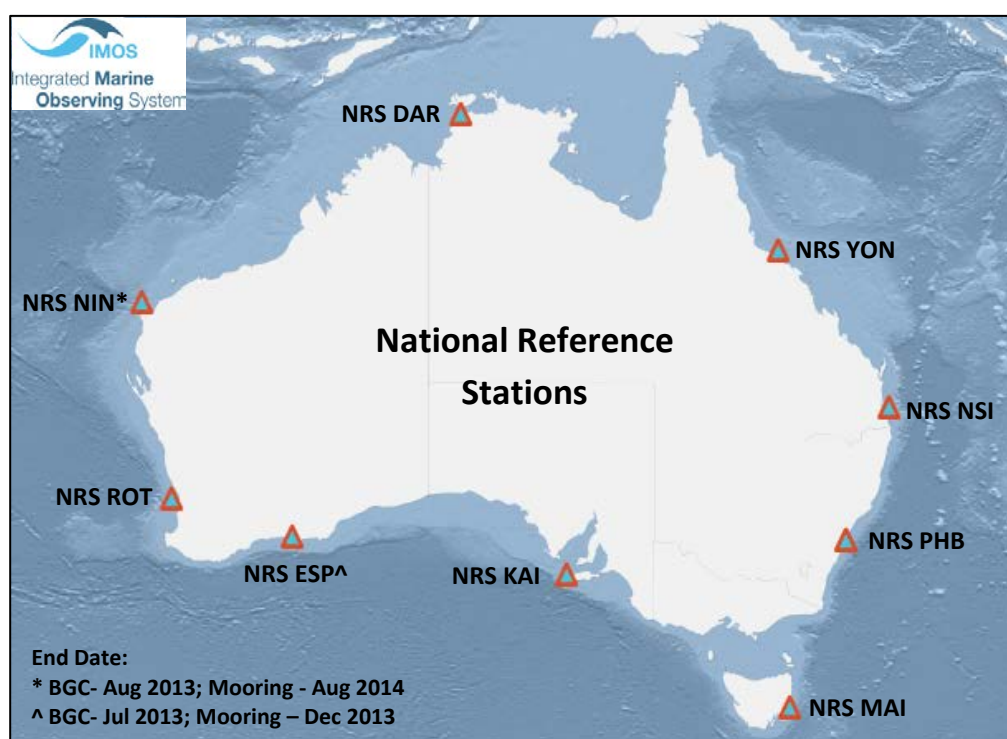 IMOS
Integrated Marine
Observing System
NRS DAR
NRS YON
NRS NIN*
National Reference
Stations
NRS NSI
NRS ROT
NRS PHB
NRS ESP^
NRS KAI
End Date:
* BGC- Aug 2013; Mooring - Aug 2014
^ BGC- Jul 2013; Mooring – Dec 2013
NRS MAI